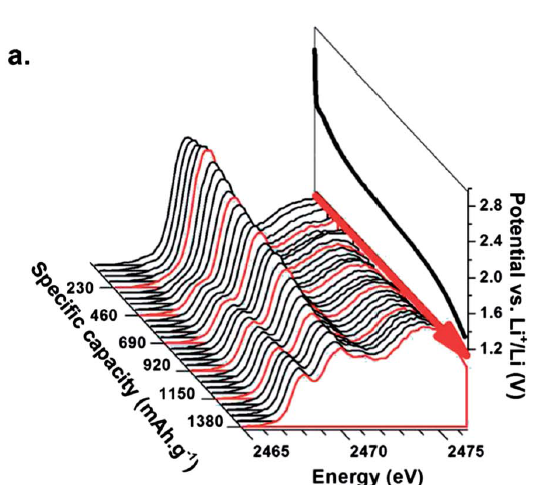 a.
2.8
2.4
2.0
1.6
1.2
Potential vs. Li⁺/Li (V)
230
460
690
920
1150
1380
Specific capacity (mAh.g⁻¹)
2465 2470 2475
Energy (eV)